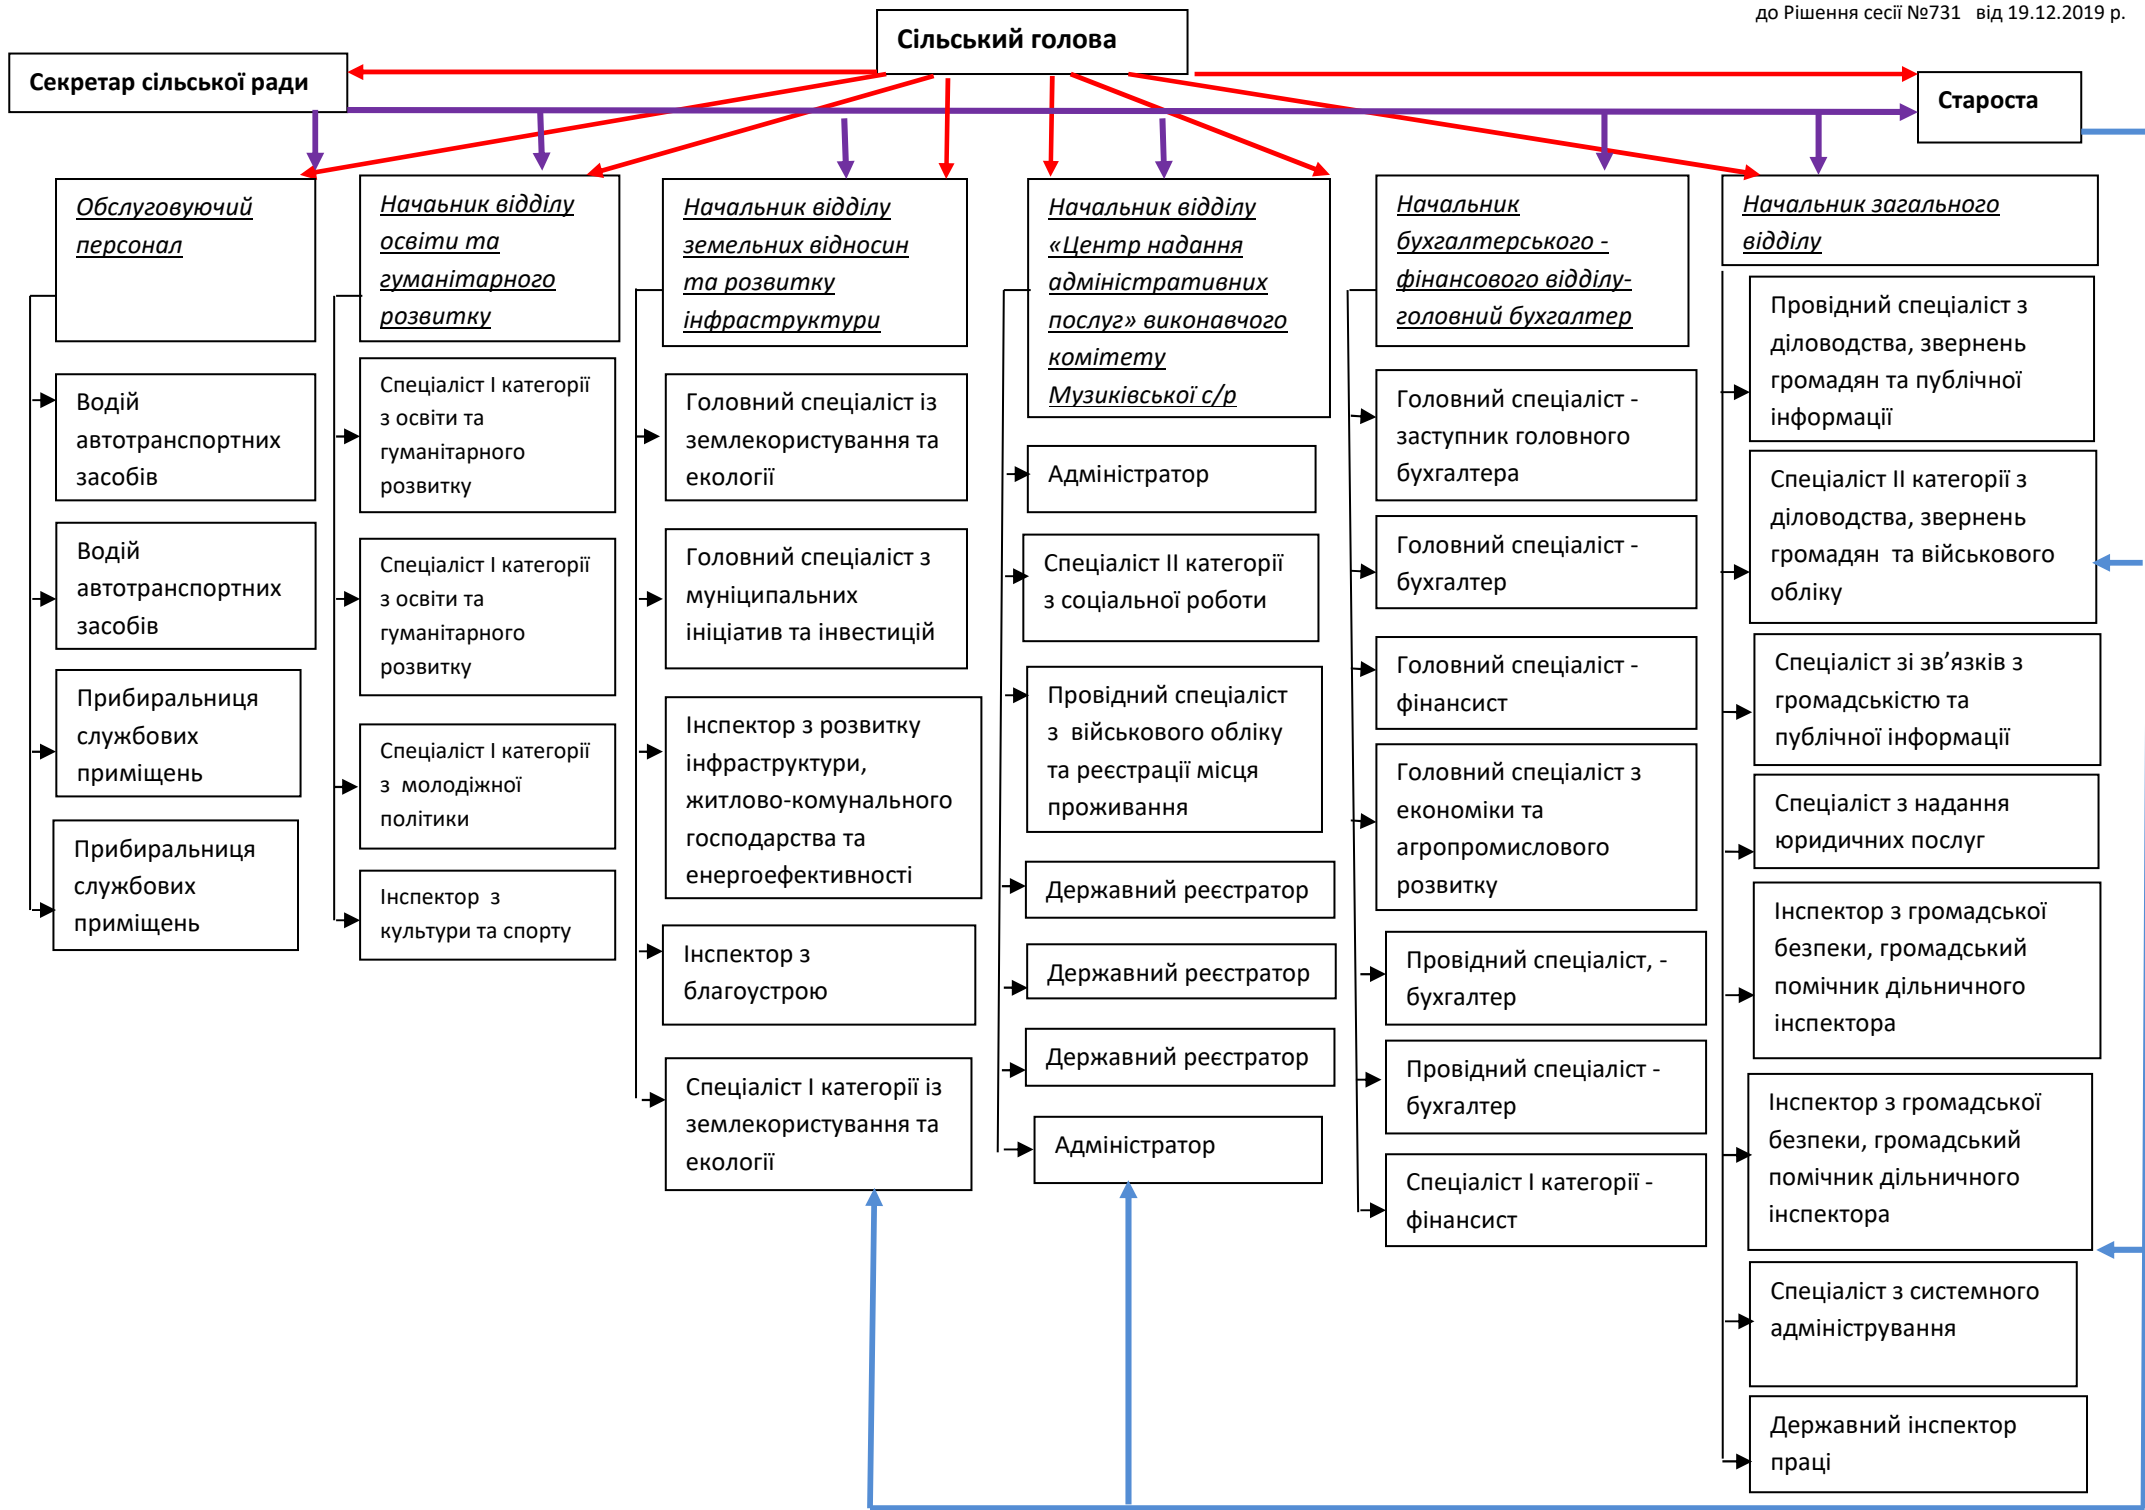 до Рішення сесії №731 від 19.12.2019 р.
Сільський голова
Секретар сільської ради
Староста
Обслуговуючий
персонал
Водій
автотранспортних
засобів
Водій
автотранспортних
засобів
Прибиральниця
службових
приміщень
Прибиральниця
службових
приміщень
Начаьник відділу
освіти та
гуманітарного
розвитку
Спеціаліст І категорії
з освіти та
гуманітарного
розвитку
Спеціаліст І категорії
з освіти та
гуманітарного
розвитку
Спеціаліст І категорії
з молодіжної
політики
Інспектор з
культури та спорту
Начальник відділу
земельних відносин
та розвитку
інфраструктури
Головний спеціаліст із
землекористування та
екології
Головний спеціаліст з
муніципальних
ініціатив та інвестицій
Інспектор з розвитку
інфраструктури,
житлово-комунального
господарства та
енергоефективності
Інспектор з
благоустрою
Спеціаліст І категорії із
землекористування та
екології
Начальник відділу
«Центр надання
адміністративних
послуг» виконавчого
комітету
Музиківської с/р
Адміністратор
Спеціаліст ІІ категорії
з соціальної роботи
Провідний спеціаліст
з військового обліку
та реєстрації місця
проживання
Державний реєстратор
Державний реєстратор
Державний реєстратор
Адміністратор
Начальник
бухгалтерського -
фінансового відділу-
головний бухгалтер
Головний спеціаліст -
заступник головного
бухгалтера
Головний спеціаліст -
бухгалтер
Головний спеціаліст -
фінансист
Головний спеціаліст з
економіки та
агропромислового
розвитку
Провідний спеціаліст, -
бухгалтер
Провідний спеціаліст -
бухгалтер
Спеціаліст І категорії -
фінансист
Начальник загального
відділу
Провідний спеціаліст з
діловодства, звернень
громадян та публічної
інформації
Спеціаліст ІІ категорії з
діловодства, звернень
громадян та військового
обліку
Спеціаліст зі зв’язків з
громадськістю та
публічної інформації
Спеціаліст з надання
юридичних послуг
Інспектор з громадської
безпеки, громадський
помічник дільничного
інспектора
Інспектор з громадської
безпеки, громадський
помічник дільничного
інспектора
Спеціаліст з системного
адміністрування
Державний інспектор
праці